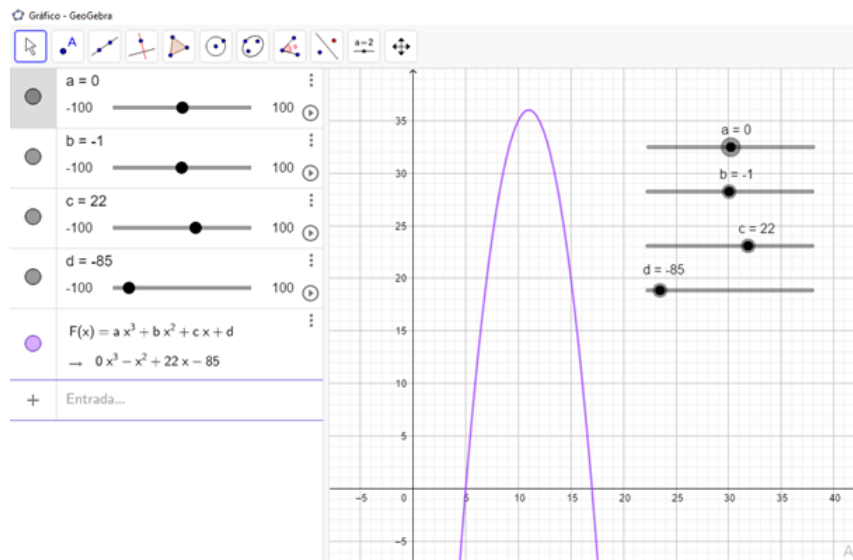 Gráfico - GeoGebra
A
a=2
a = 0
-100 100
b = -1
-100 100
c = 22
-100 100
d = -85
-100 100
F(x) = a x³ + b x² + c x + d
→ 0 x³ − x² + 22 x − 85
+ Entrada...
35
30
25
20
15
10
5
-5 0 5 10 15 20 25 30 35 40
-5
a = 0
b = -1
c = 22
d = -85